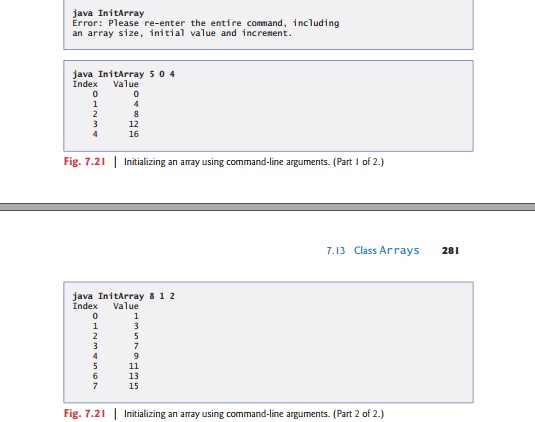 java InitArray
Error: Please re-enter the entire command, including
an array size, initial value and increment.
java InitArray 5 0 4
Index Value
0 0
1 4
2 8
3 12
4 16
Fig. 7.21 | Initializing an array using command-line arguments. (Part 1 of 2.)
7.13 Class Arrays 281
java InitArray 8 1 2
Index Value
0 1
1 3
2 5
3 7
4 9
5 11
6 13
7 15
Fig. 7.21 | Initializing an array using command-line arguments. (Part 2 of 2.)